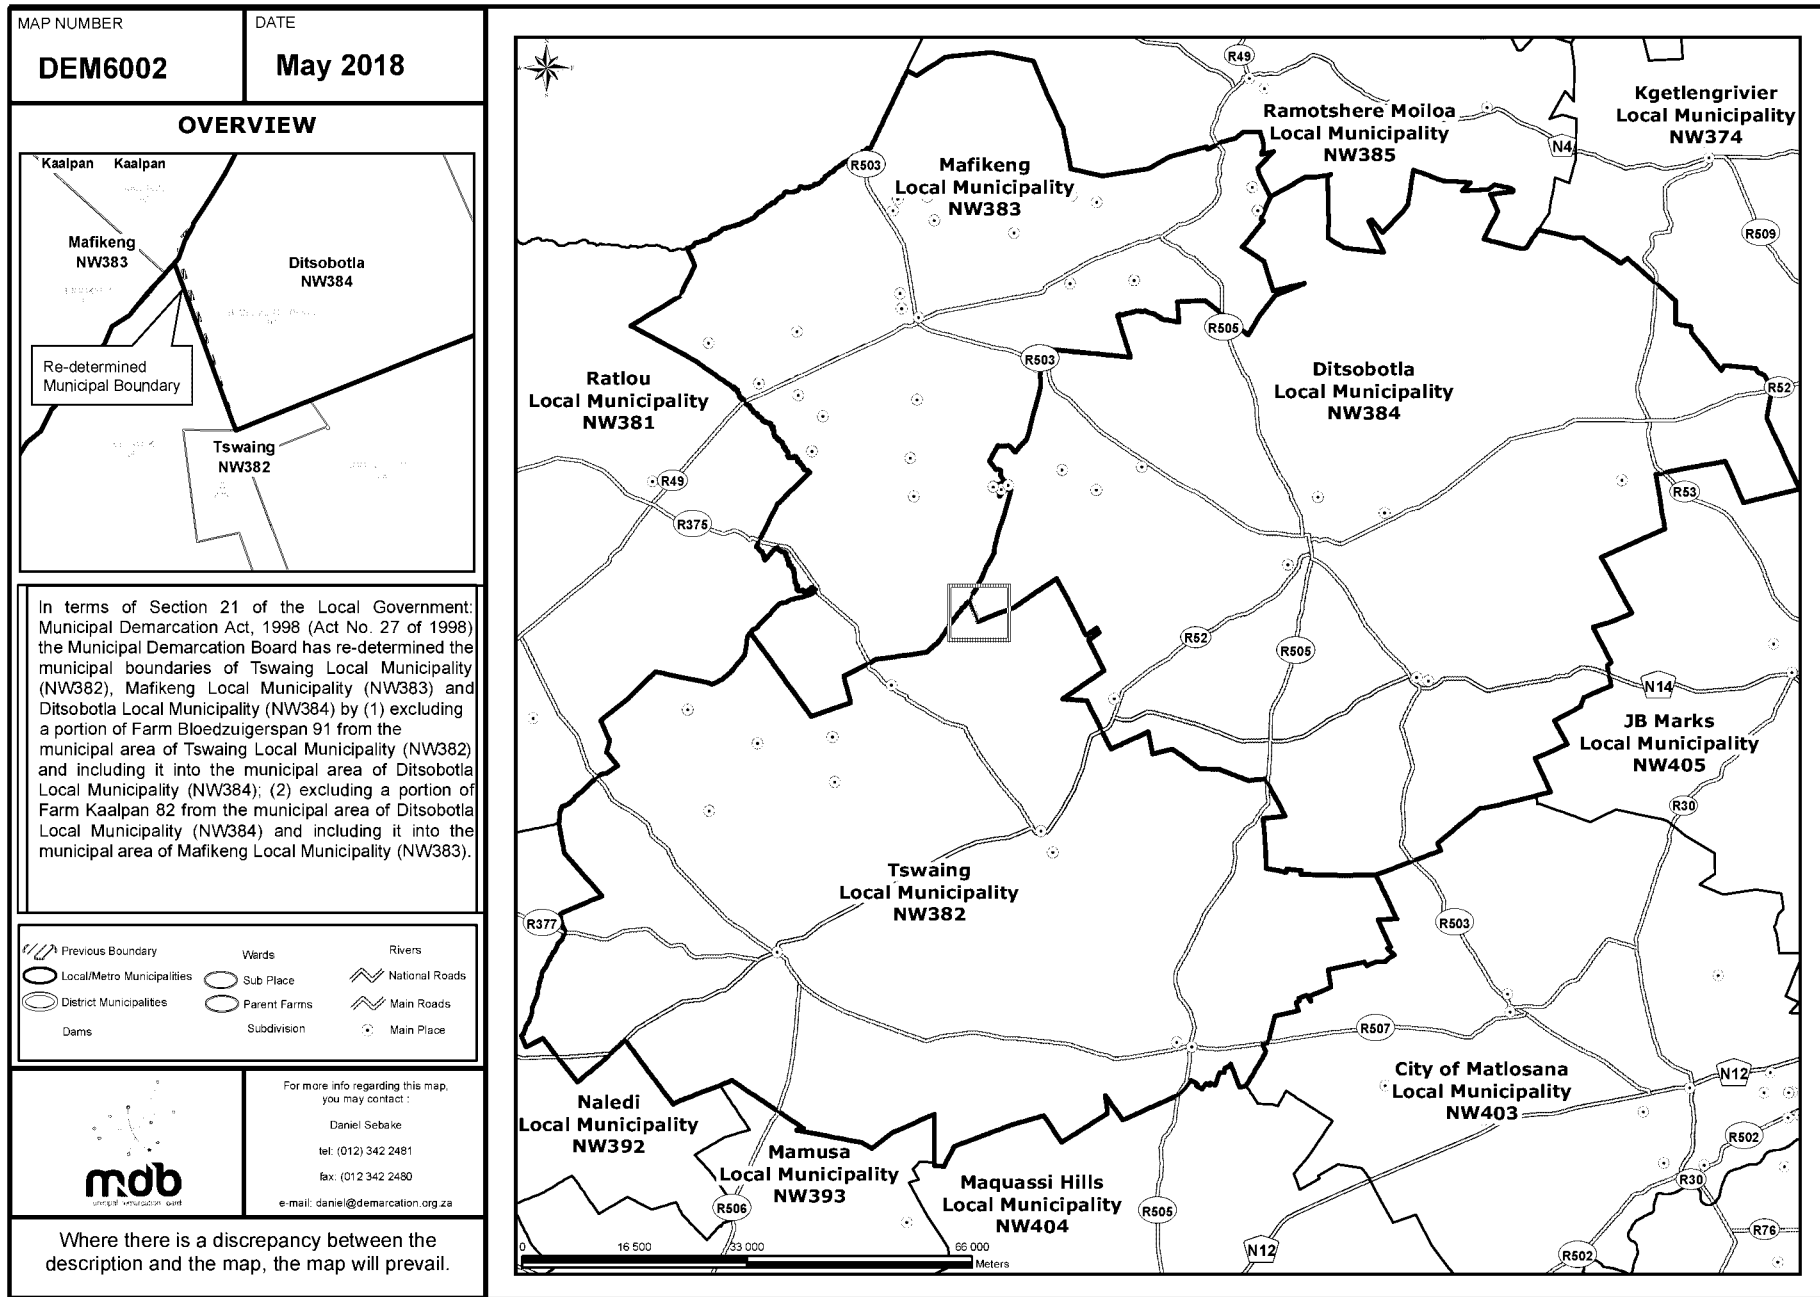 MAP NUMBER
DEM6002
DATE
May 2018
OVERVIEW
Kaalpan Kaalpan
Mafikeng
NW383
Ditsobotla
NW384
Re-determined
Municipal Boundary
Tswaing
NW382
In terms of Section 21 of the Local Government:
Municipal Demarcation Act, 1998 (Act No. 27 of 1998)
the Municipal Demarcation Board has re-determined the
municipal boundaries of Tswaing Local Municipality
(NW382), Mafikeng Local Municipality (NW383) and
Ditsobotla Local Municipality (NW384) by (1) excluding
a portion of Farm Bloedzuigerspan 91 from the
municipal area of Tswaing Local Municipality (NW382)
and including it into the municipal area of Ditsobotla
Local Municipality (NW384); (2) excluding a portion of
Farm Kaalpan 82 from the municipal area of Ditsobotla
Local Municipality (NW384) and including it into the
municipal area of Mafikeng Local Municipality (NW383).
Previous Boundary
Local/Metro Municipalities
District Municipalities
Dams
Wards
Sub Place
Parent Farms
Subdivision
Rivers
National Roads
Main Roads
Main Place
mdb
For more info regarding this map,
you may contact :
Daniel Sebake
tel: (012) 342 2481
fax: (012 342 2480
e-mail: daniel@demarcation.org.za
Where there is a discrepancy between the
description and the map, the map will prevail.
R49
Ramotshere Moiloa
Local Municipality
NW385
Kgetlengrivier
Local Municipality
NW374
N4
R503
Mafikeng
Local Municipality
NW383
R509
R505
R503
Ratlou
Local Municipality
NW381
Ditsobotla
Local Municipality
NW384
R52
R49
R53
R375
R52
R505
N14
JB Marks
Local Municipality
NW405
R30
Tswaing
Local Municipality
NW382
R377
R503
R507
City of Matlosana
Local Municipality
NW403
N12
Naledi
Local Municipality
NW392
R502
Mamusa
Local Municipality
NW393
Maquassi Hills
Local Municipality
NW404
R30
R506
R505
R76
N12
R502
0 16 500 33 000 66 000
Meters